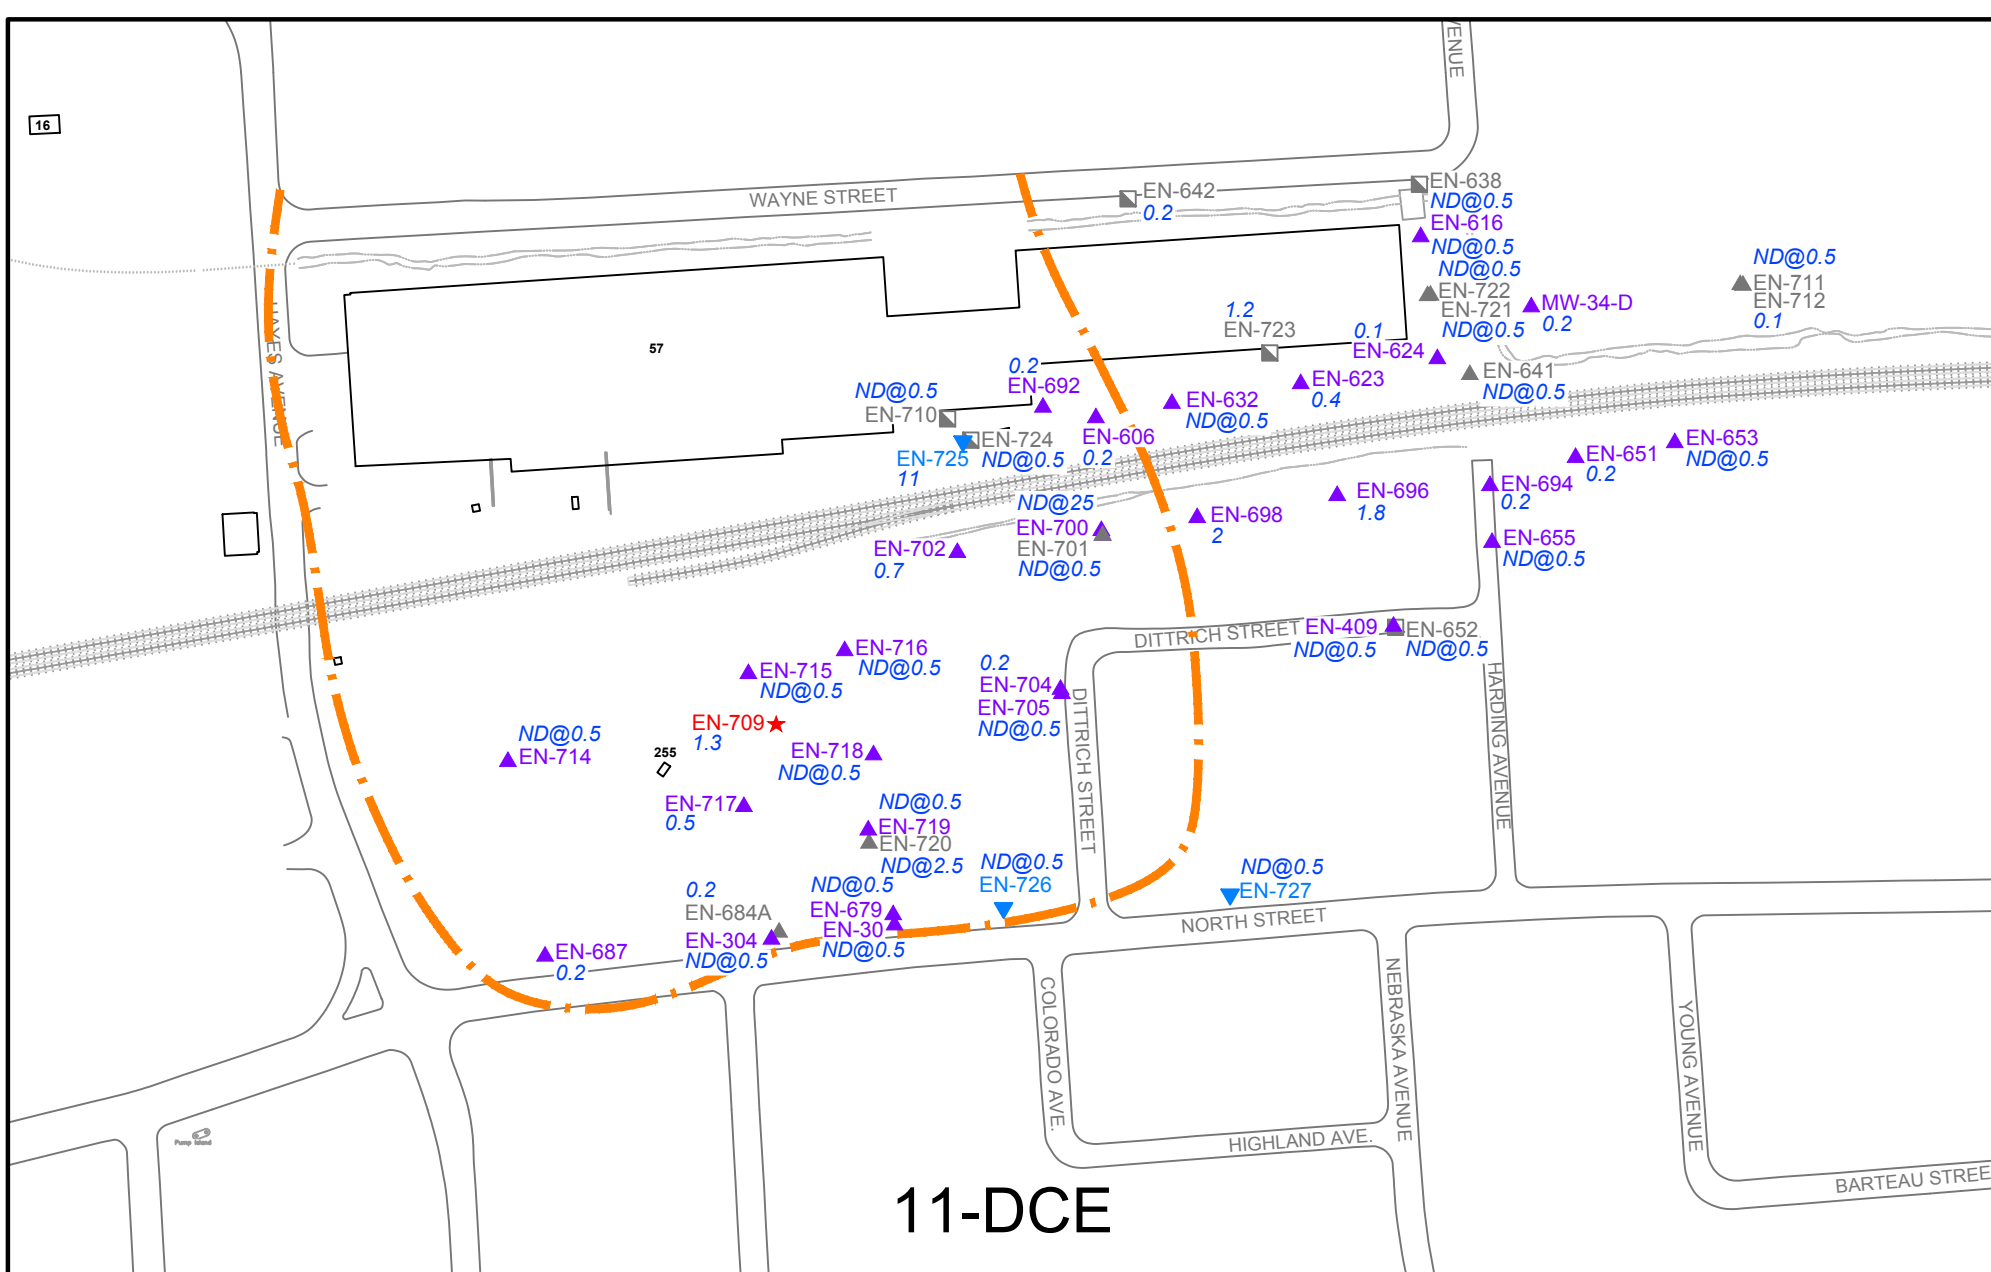 ENUE
16
WAYNE STREET
EN-642
0.2
EN-638
ND@0.5
EN-616
ND@0.5
ND@0.5
EN-722
EN-721
ND@0.5
MW-34-D
0.2
ND@0.5
EN-711
EN-712
0.1
HAYES AVENUE
57
1.2
EN-723
0.1
EN-624
EN-641
ND@0.5
0.2
EN-692
EN-623
0.4
ND@0.5
EN-710
EN-632
ND@0.5
EN-724
ND@0.5
EN-725
11
EN-606
0.2
EN-653
ND@0.5
EN-651
0.2
EN-694
0.2
EN-696
1.8
ND@25
EN-700
EN-701
ND@0.5
EN-698
2
EN-702
0.7
EN-655
ND@0.5
DITTRICH STREET
EN-409
ND@0.5
EN-652
ND@0.5
EN-716
ND@0.5
EN-715
ND@0.5
0.2
EN-704
EN-705
ND@0.5
DITTRICH STREET
HARDING AVENUE
EN-709
1.3
ND@0.5
EN-714
255
EN-718
ND@0.5
EN-717
0.5
ND@0.5
EN-719
EN-720
ND@2.5
ND@0.5
EN-726
ND@0.5
EN-727
0.2
EN-684A
EN-304
ND@0.5
ND@0.5
EN-679
EN-30
ND@0.5
NORTH STREET
EN-687
0.2
COLORADO AVE.
NEBRASKA AVENUE
YOUNG AVENUE
Pump Island
HIGHLAND AVE.
BARTEAU STREE
11-DCE